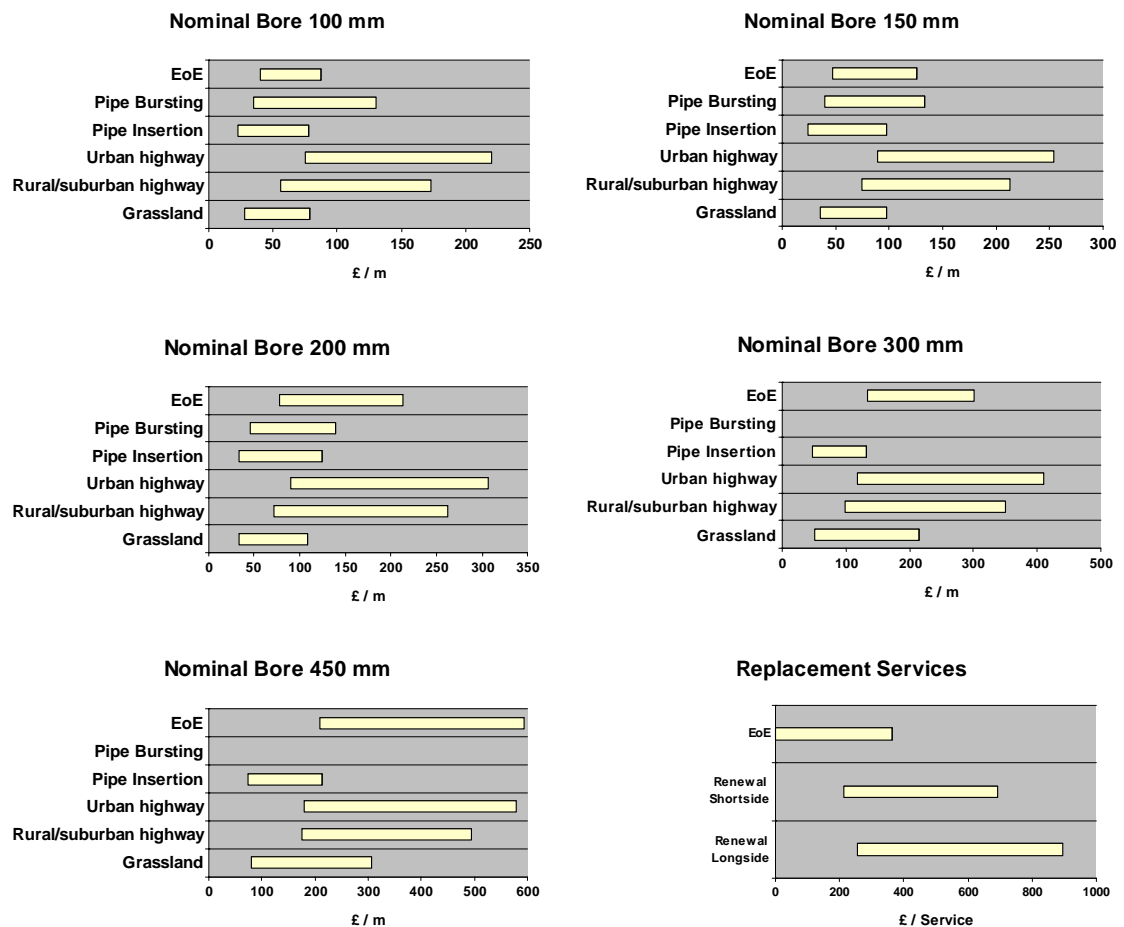 Nominal Bore 100 mm
EoE
Pipe Bursting
Pipe Insertion
Urban highway
Rural/suburban highway
Grassland
0 50 100 150 200 250
£ / m
Nominal Bore 150 mm
EoE
Pipe Bursting
Pipe Insertion
Urban highway
Rural/suburban highway
Grassland
0 50 100 150 200 250 300
£ / m
Nominal Bore 200 mm
EoE
Pipe Bursting
Pipe Insertion
Urban highway
Rural/suburban highway
Grassland
0 50 100 150 200 250 300 350
£ / m
Nominal Bore 300 mm
EoE
Pipe Bursting
Pipe Insertion
Urban highway
Rural/suburban highway
Grassland
0 100 200 300 400 500
£ / m
Nominal Bore 450 mm
EoE
Pipe Bursting
Pipe Insertion
Urban highway
Rural/suburban highway
Grassland
0 100 200 300 400 500 600
£ / m
Replacement Services
EoE
Renewal
Shortside
Renewal
Longside
0 200 400 600 800 1000
£ / Service